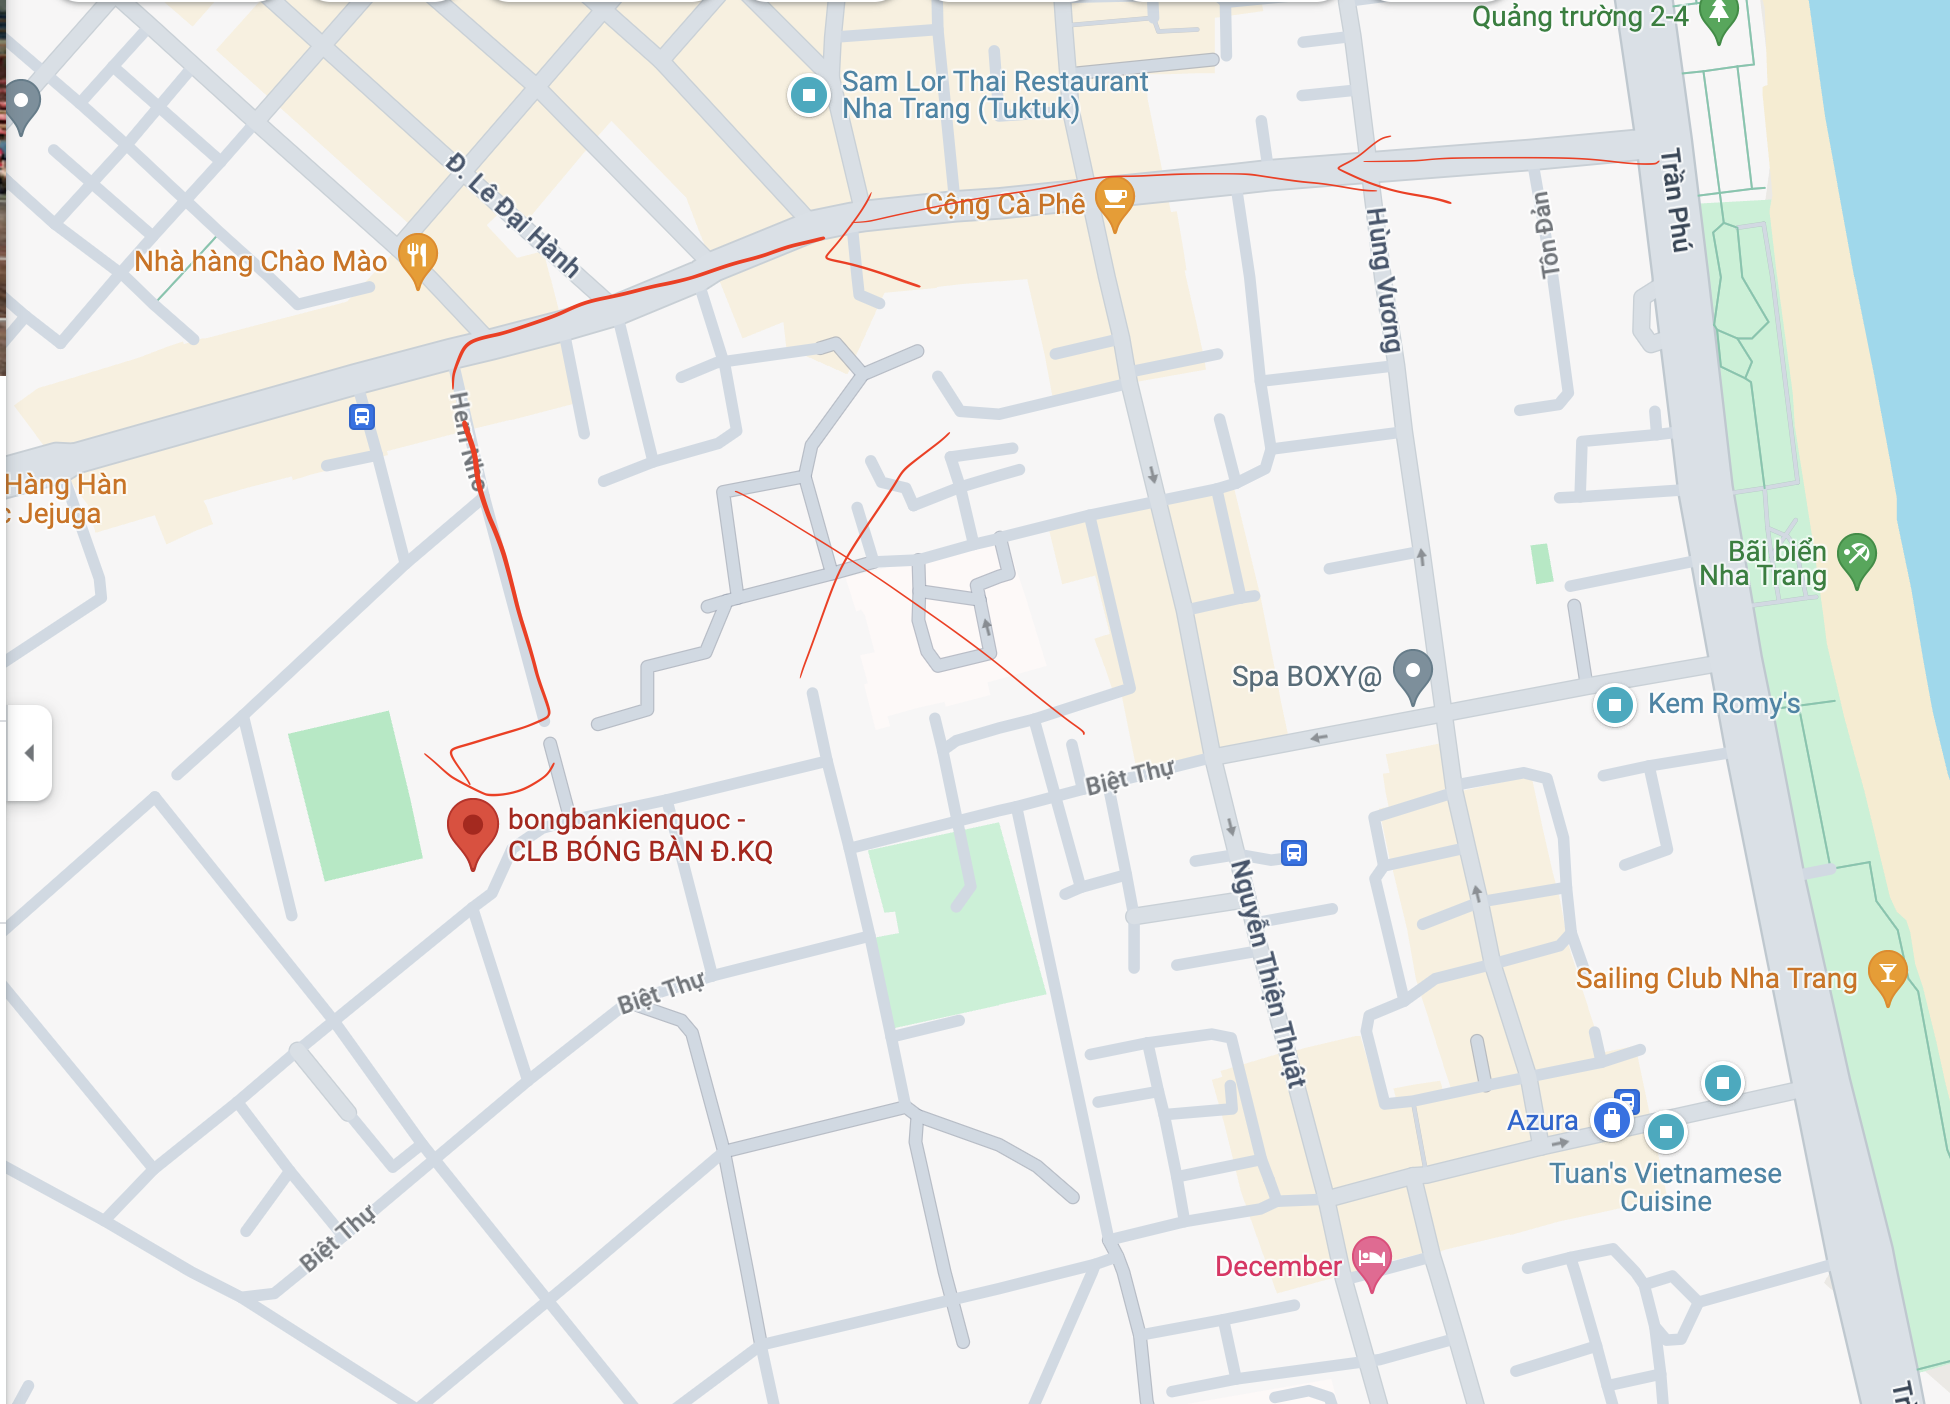 Quảng trường 2-4
Sam Lor Thai Restaurant
Nha Trang (Tuktuk)
Đ. Lê Đại Hành
Trần Phú
Cộng Cà Phê
Tôn Đản
Hùng Vương
Nhà hàng Chào Mào
Hẻm Nhỏ
Hàng Hàn
c Jejuga
Bãi biển
Nha Trang
Spa BOXY@
Kem Romy's
Biệt Thự
bongbankienquoc -
CLB BÓNG BÀN Đ.KQ
Nguyễn Thiện Thuật
Biệt Thự
Sailing Club Nha Trang
Azura
Tuan's Vietnamese
Cuisine
Biệt Thự
December